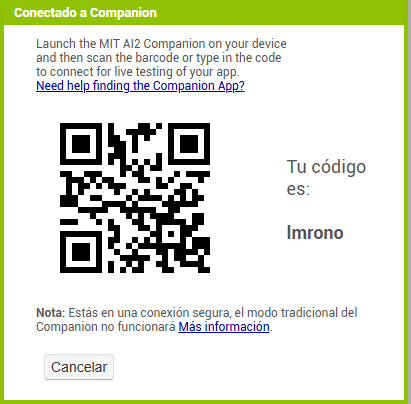 Conectado a Companion
Launch the MIT AI2 Companion on your device
and then scan the barcode or type in the code
to connect for live testing of your app.
Need help finding the Companion App?
Tu código
es:
lmrono
Nota: Estás en una conexión segura, el modo tradicional del
Companion no funcionará Más información.
Cancelar